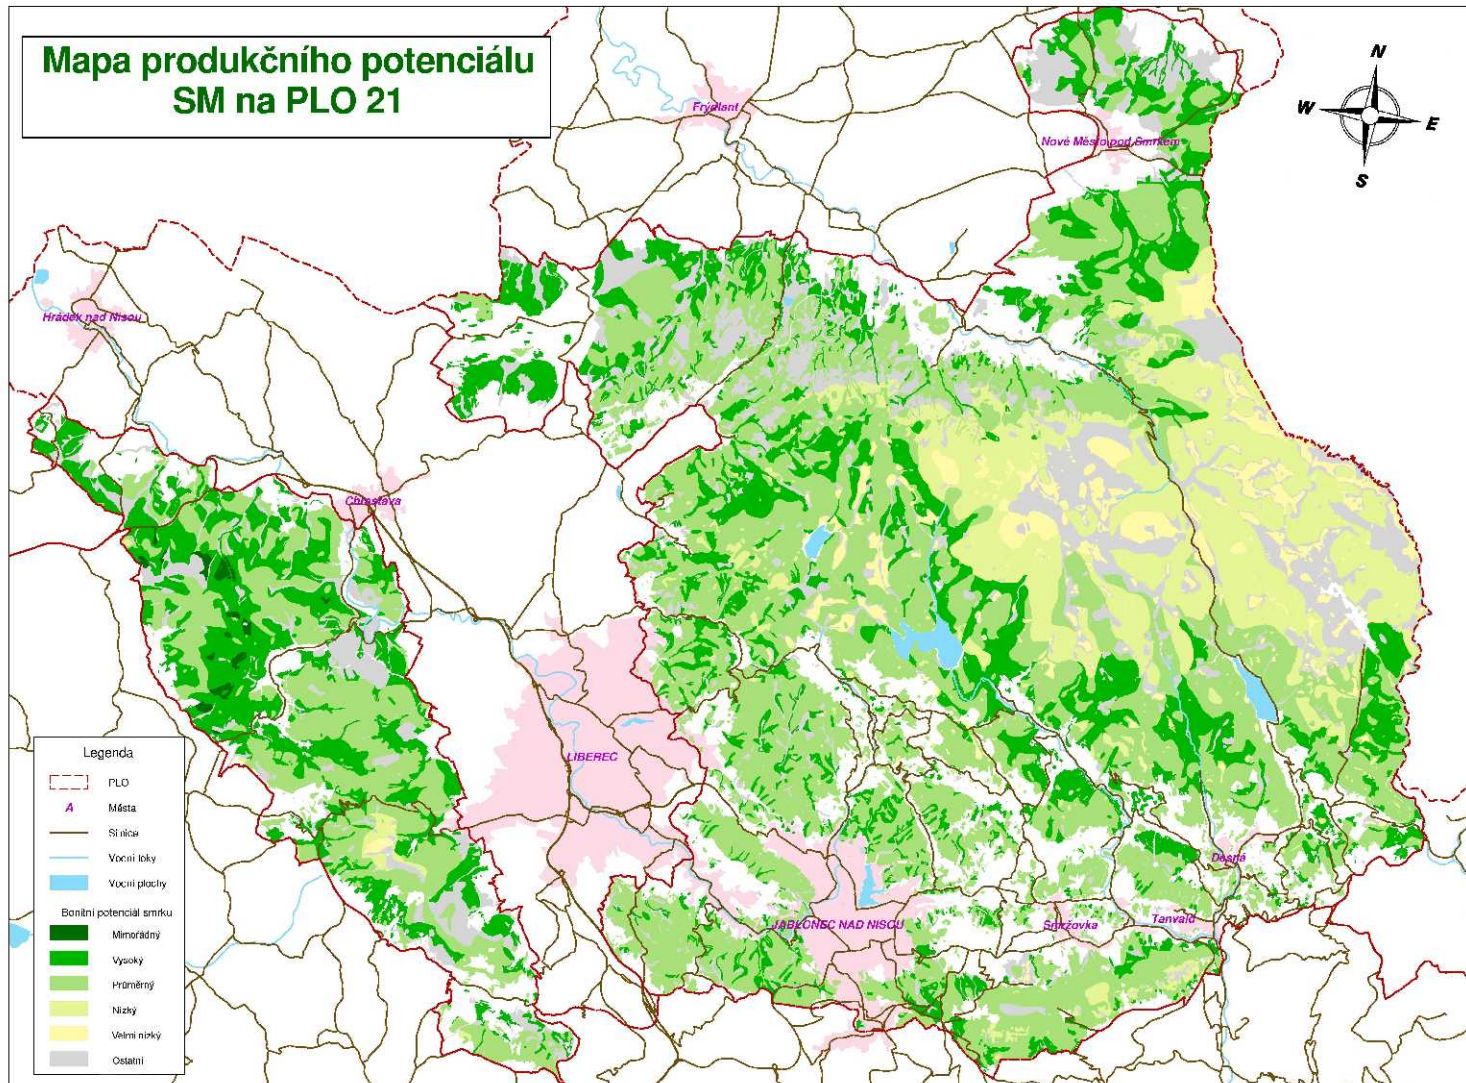 Mapa produkčního potenciálu
SM na PLO 21
N
W
E
S
Frýdlant
Nové Město pod Smrkem
Hrádek nad Nisou
Chrastava
LIBEREC
JABLONEC NAD NISOU
Smržovka
Tanvald
Desná
Legenda
PLO
A Města
Silnice
Vodní toky
Vodní plochy
Bonitní potenciál smrku
Mimořádný
Vysoký
Průměrný
Nízký
Velmi nízký
Ostatní